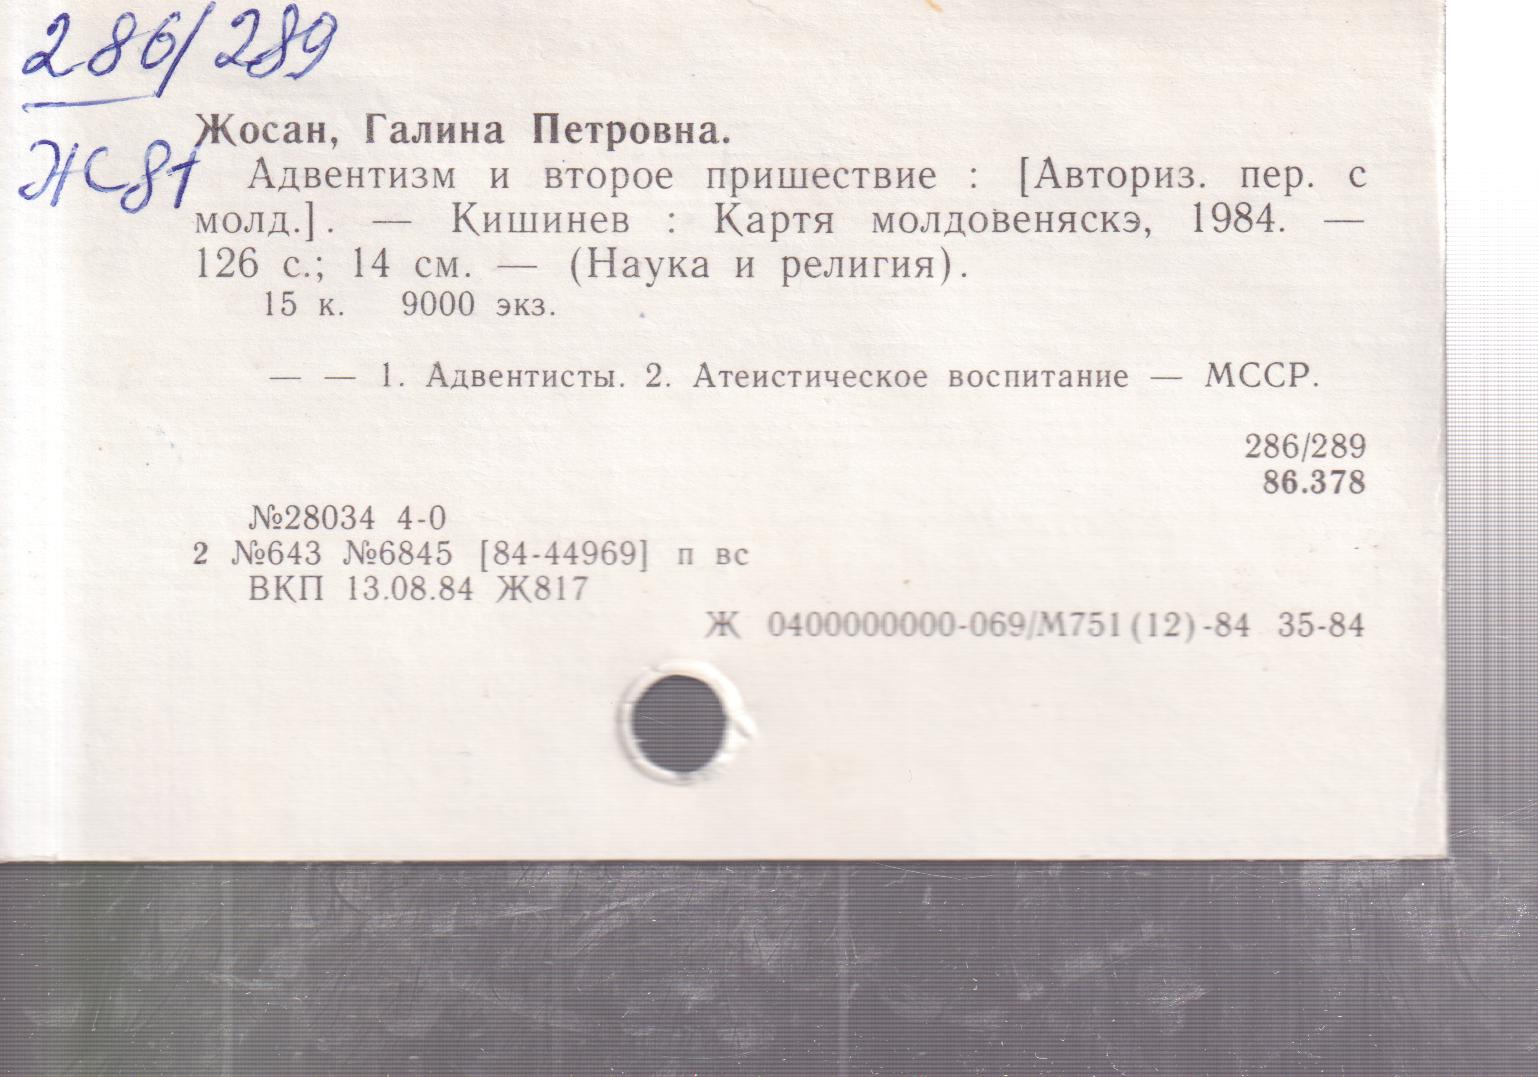 286/289
Ж81
Жосан, Галина Петровна.
Адвентизм и второе пришествие : [Авториз. пер. с
молд.]. — Кишинев : Картя молдовеняскэ, 1984. —
126 с.; 14 см. — (Наука и религия).
15 к. 9000 экз.
— — 1. Адвентисты. 2. Атеистическое воспитание — МССР.
286/289
86.378
№28034 4-0
2 №643 №6845 [84-44969] п вс
ВКП 13.08.84 Ж817
Ж 0400000000-069/М751(12)-84 35-84